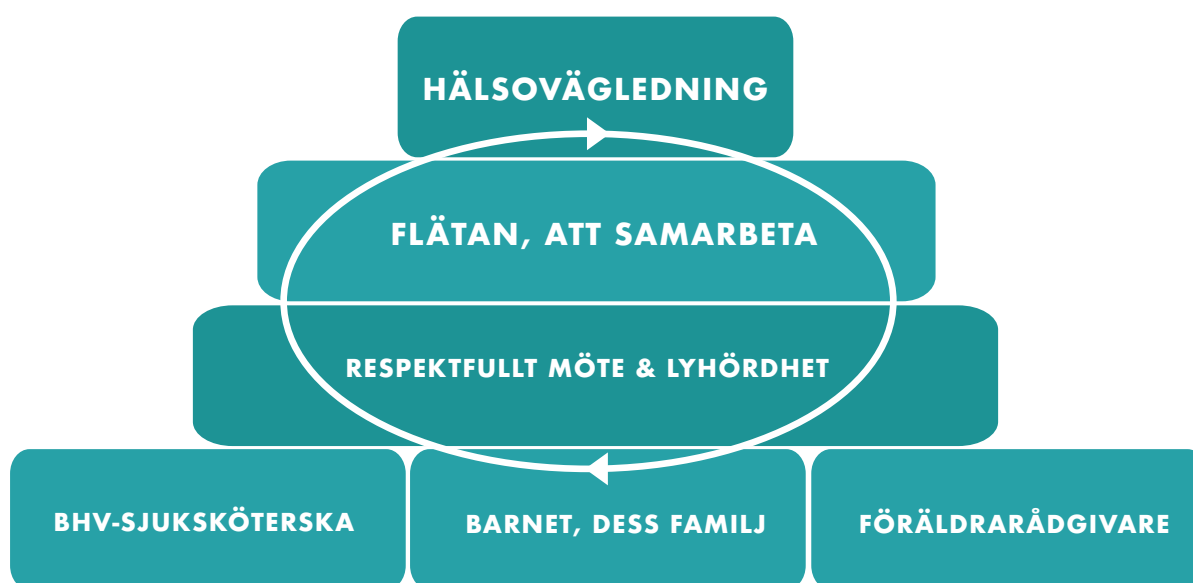 HÄLSOVÄGLEDNING
FLÄTAN, ATT SAMARBETA
RESPEKTFULLT MÖTE & LYHÖRDHET
BHV-SJUKSKÖTERSKA
BARNET, DESS FAMILJ
FÖRÄLDRARÅDGIVARE